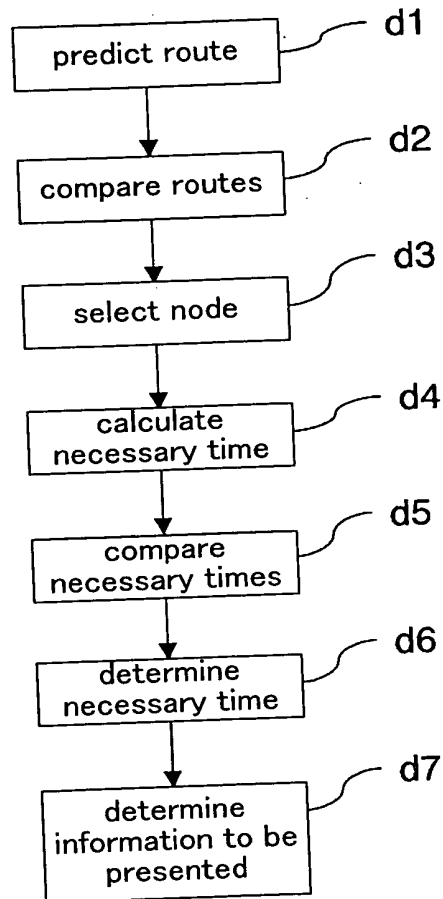 d1
predict route
d2
compare routes
d3
select node
d4
calculate
necessary time
d5
compare
necessary times
d6
determine
necessary time
d7
determine
information to be
presented